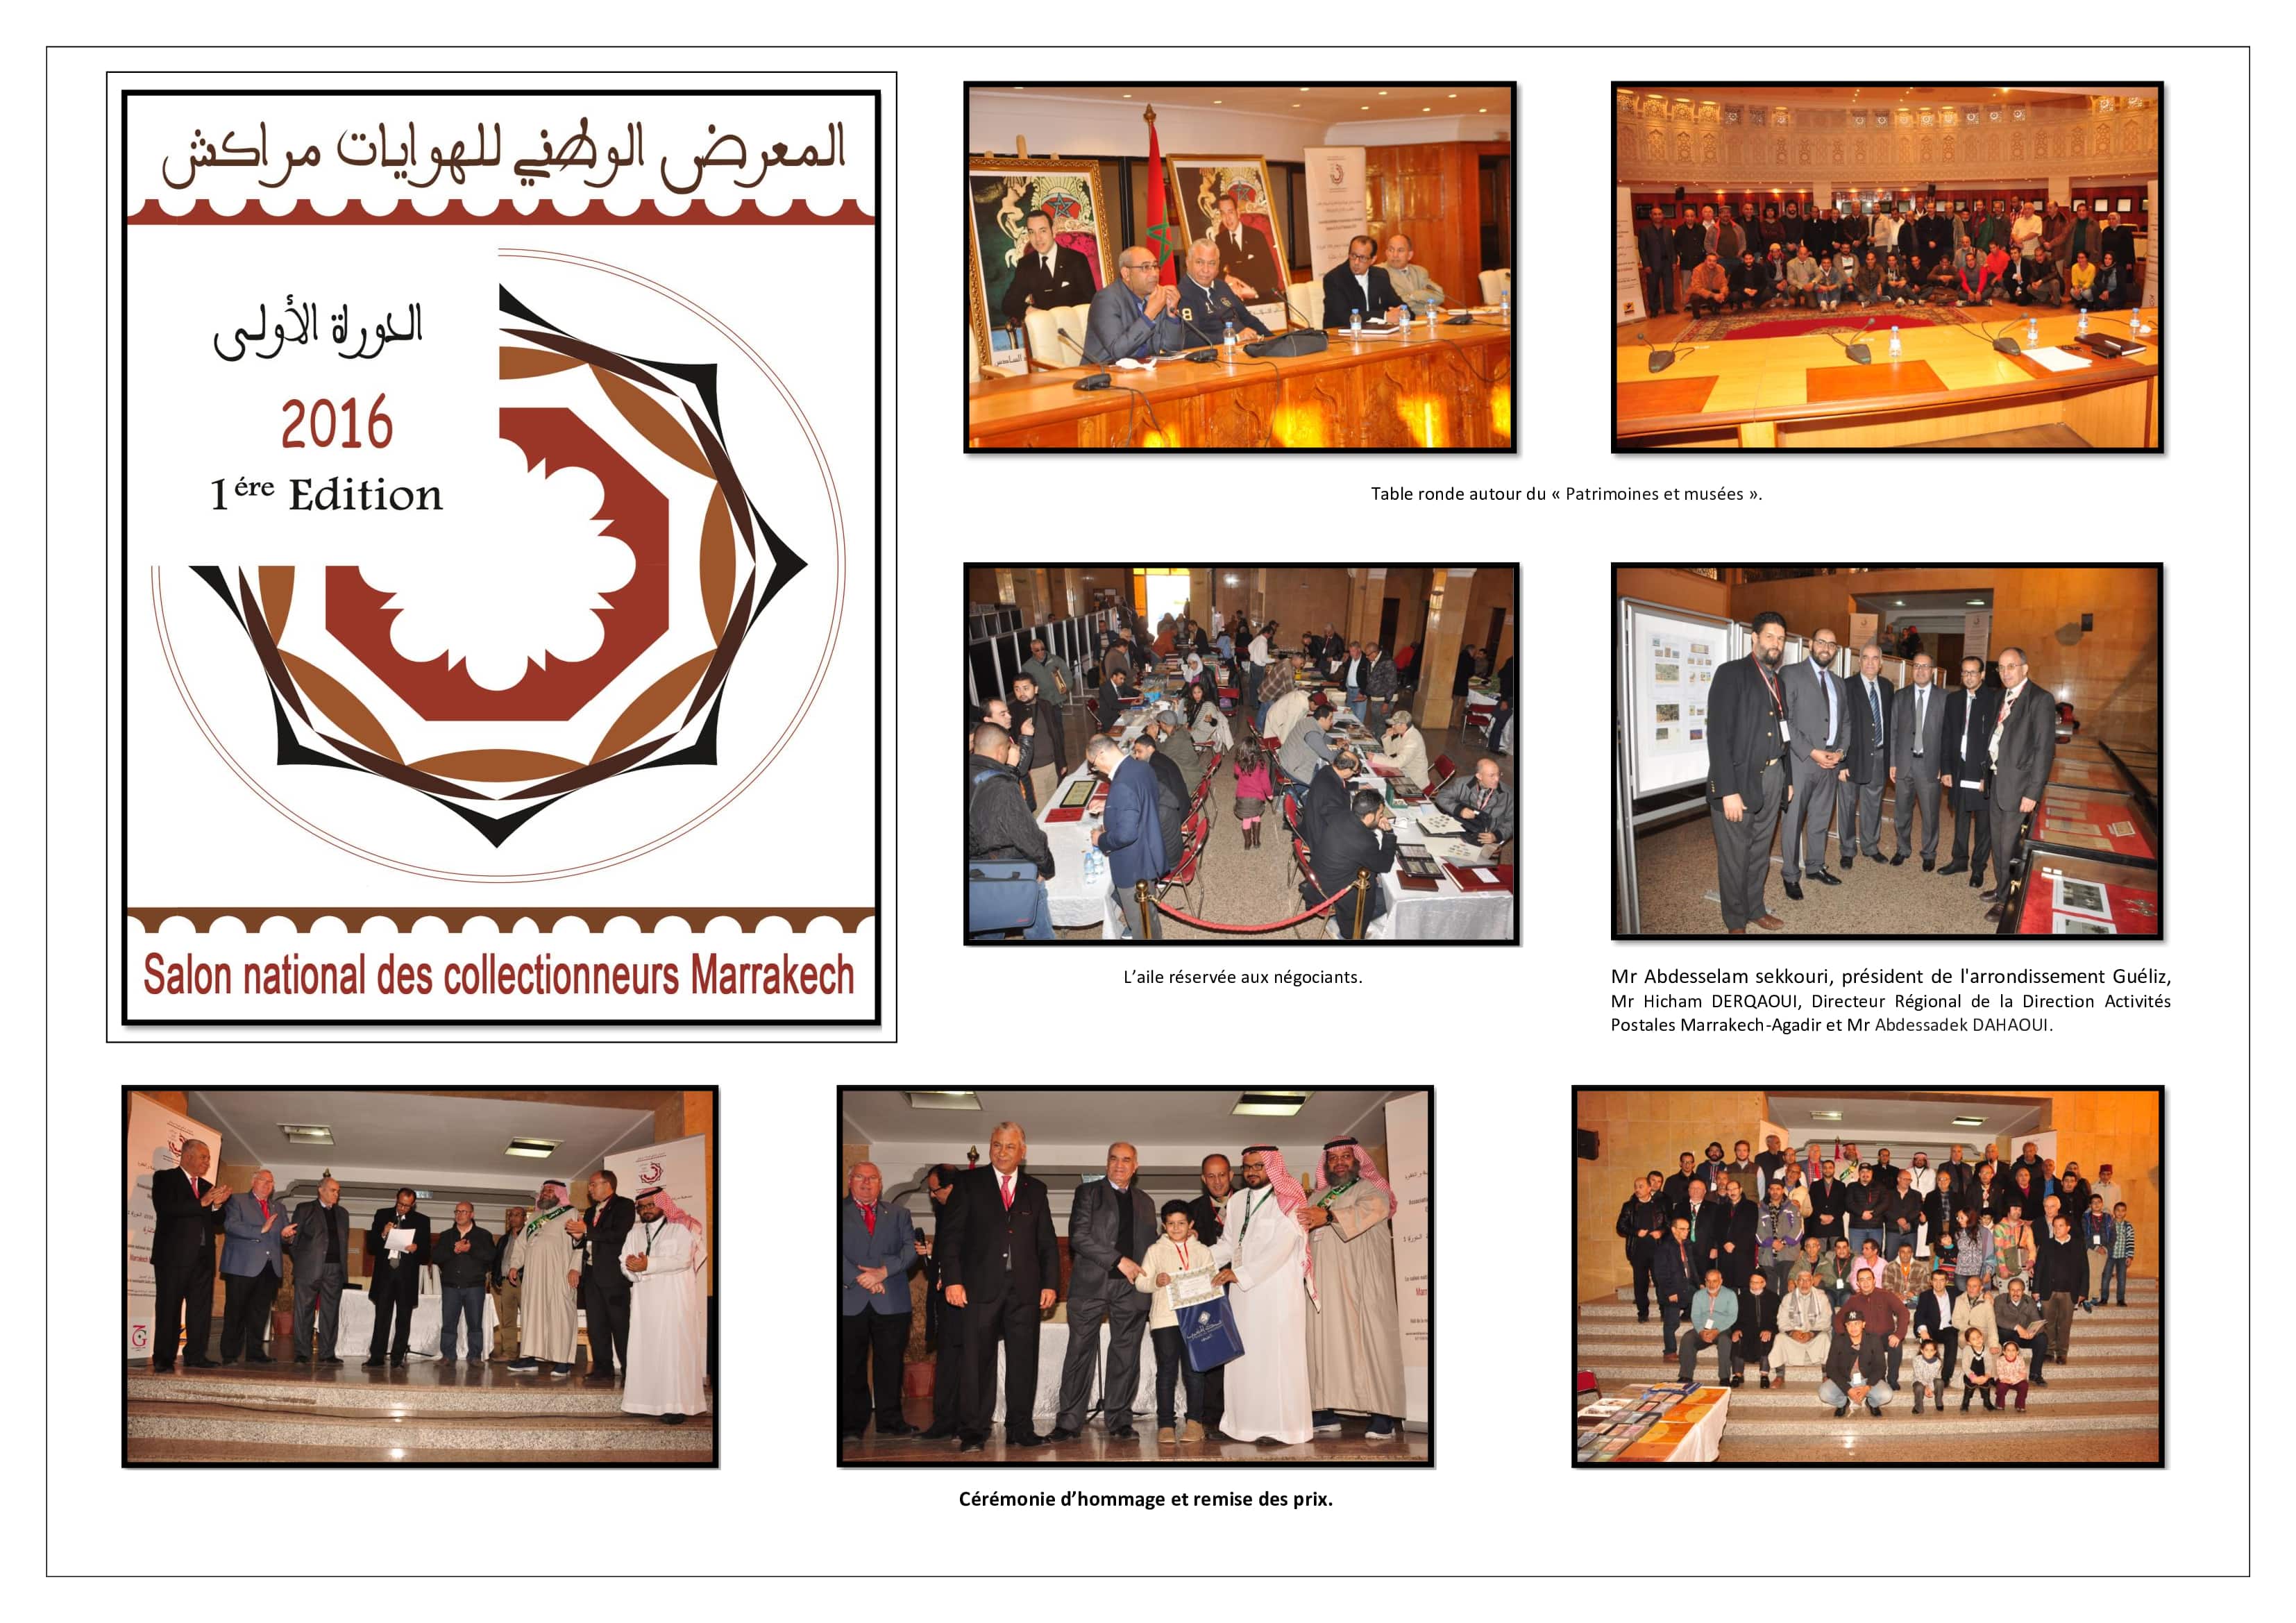 المعرض الوطني للهوايات مراكش
الدورة الأولى
2016
1ére Edition
Salon national des collectionneurs Marrakech
Table ronde autour du « Patrimoines et musées ».
L’aile réservée aux négociants.
Mr Abdesselam sekkouri, président de l'arrondissement Guéliz,
Mr Hicham DERQAOUI, Directeur Régional de la Direction Activités
Postales Marrakech-Agadir et Mr Abdessadek DAHAOUI.
Cérémonie d’hommage et remise des prix.